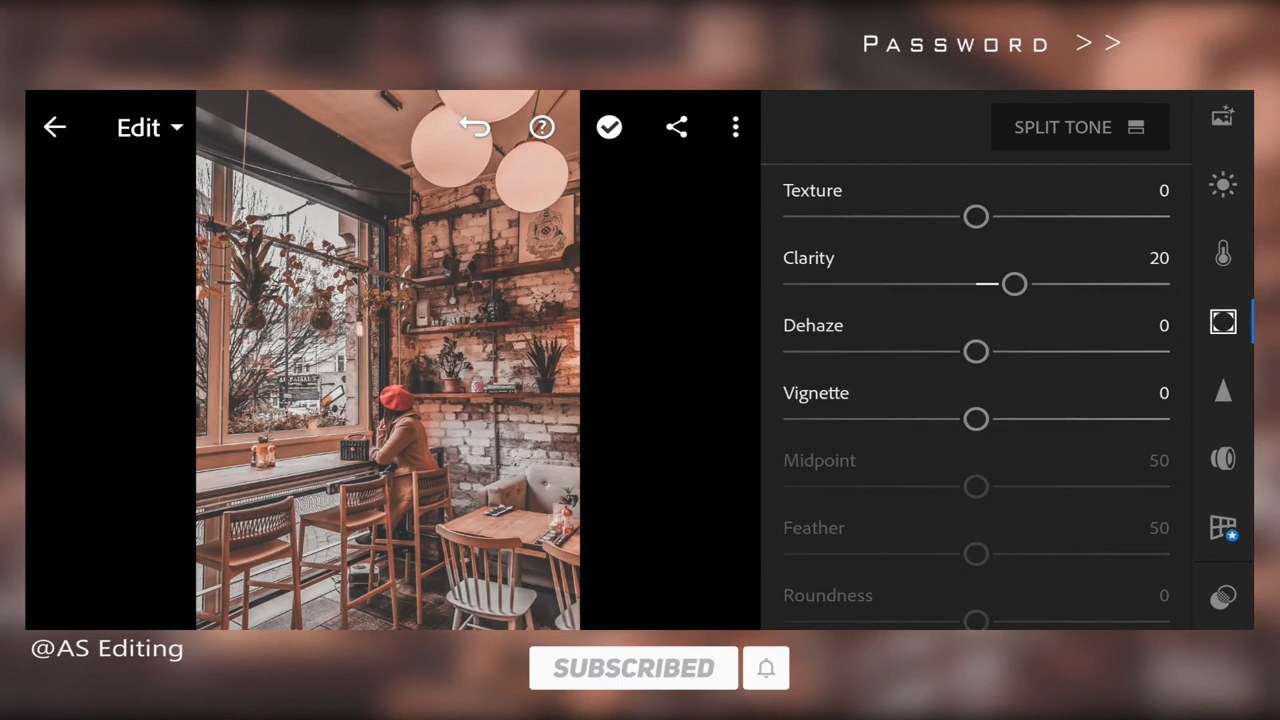 PASSWORD >>
Edit
SPLIT TONE
Texture 0
Clarity 20
Dehaze 0
Vignette 0
Midpoint 50
Feather 50
Roundness 0
@AS Editing
SUBSCRIBED